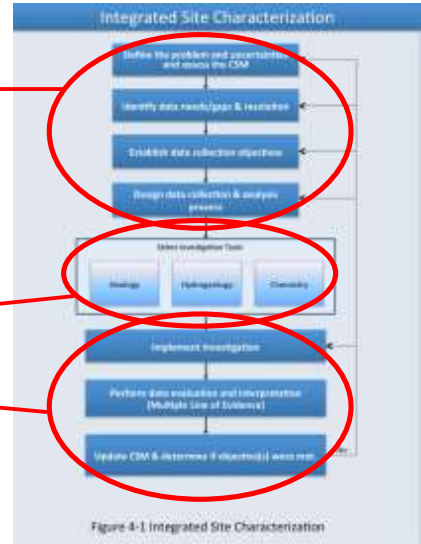 Integrated Site Characterization
Define the problem and uncertainties
and assess the CSM
Identify data needs/gaps & resolution
Establish data collection objectives
Design data collection & analysis
process
Select Investigation Tools
Geology
Hydrogeology
Chemistry
Implement investigation
Perform data evaluation and interpretation
(Multiple Line of Evidence)
Update CSM & determine if objective(s) were met
No
Figure 4-1 Integrated Site Characterization